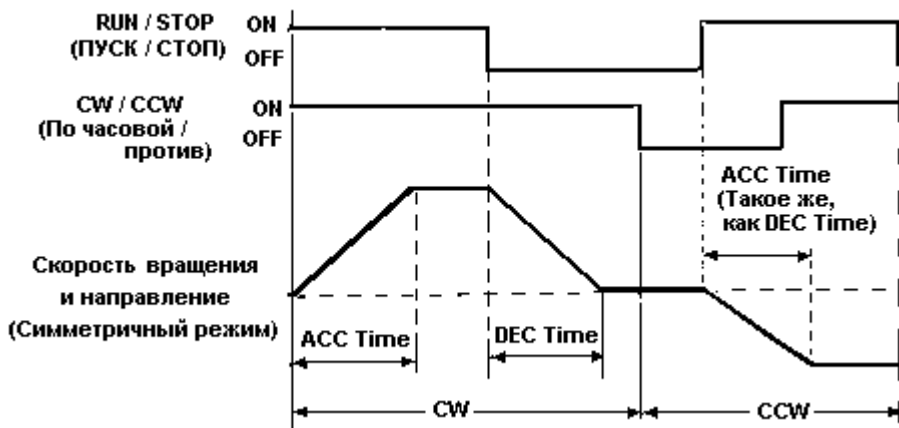 RUN / STOP
(ПУСК / СТОП)
ON
OFF
CW / CCW
(По часовой /
против)
ON
OFF
ACC Time
(Такое же,
как DEC Time)
Скорость вращения
и направление
(Симметричный режим)
ACC Time
DEC Time
CW
CCW